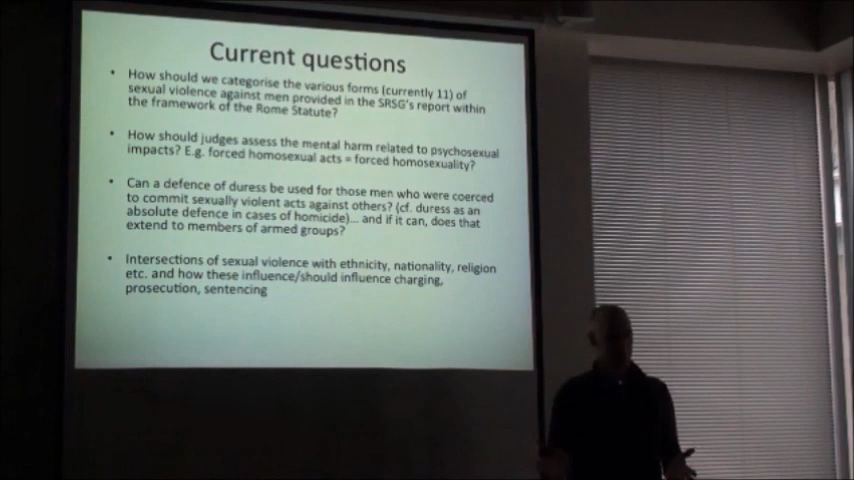 Current questions
• How should we categorise the various forms (currently 11) of
sexual violence against men provided in the SRSG's report within
the framework of the Rome Statute?
• How should judges assess the mental harm related to psychosexual
impacts? E.g. forced homosexual acts = forced homosexuality?
• Can a defence of duress be used for those men who were coerced
to commit sexually violent acts against others? (cf. duress as an
absolute defence in cases of homicide)... and if it can, does that
extend to members of armed groups?
• Intersections of sexual violence with ethnicity, nationality, religion
etc. and how these influence/should influence charging,
prosecution, sentencing